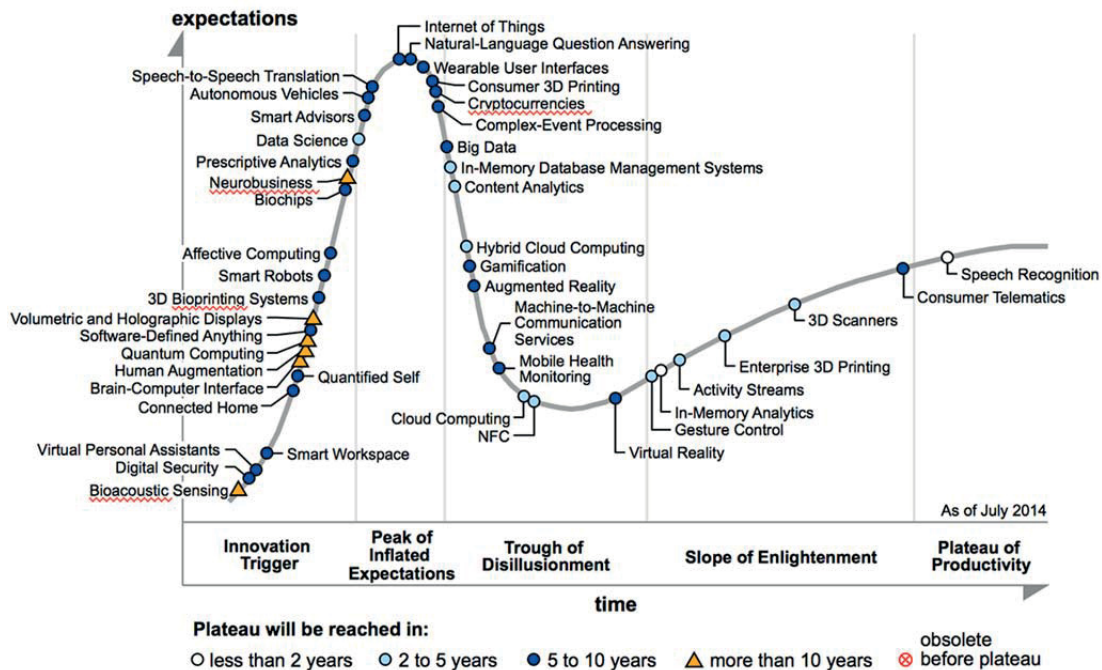 expectations
Internet of Things
Natural-Language Question Answering
Wearable User Interfaces
Speech-to-Speech Translation
Consumer 3D Printing
Autonomous Vehicles
Cryptocurrencies
Smart Advisors
Complex-Event Processing
Data Science
Big Data
Prescriptive Analytics
In-Memory Database Management Systems
Neurobusiness
Content Analytics
Biochips
Affective Computing
Hybrid Cloud Computing
Smart Robots
Gamification
Speech Recognition
3D Bioprinting Systems
Augmented Reality
Consumer Telematics
Volumetric and Holographic Displays
Machine-to-Machine
Communication
Services
3D Scanners
Software-Defined Anything
Quantum Computing
Human Augmentation
Mobile Health
Monitoring
Enterprise 3D Printing
Brain-Computer Interface
Quantified Self
Activity Streams
Connected Home
Cloud Computing
In-Memory Analytics
NFC
Gesture Control
Virtual Personal Assistants
Smart Workspace
Virtual Reality
Digital Security
Bioacoustic Sensing
As of July 2014
Innovation
Trigger
Peak of
Inflated
Expectations
Trough of
Disillusionment
Slope of Enlightenment
Plateau of
Productivity
time
Plateau will be reached in:
less than 2 years
2 to 5 years
5 to 10 years
more than 10 years
obsolete
before plateau